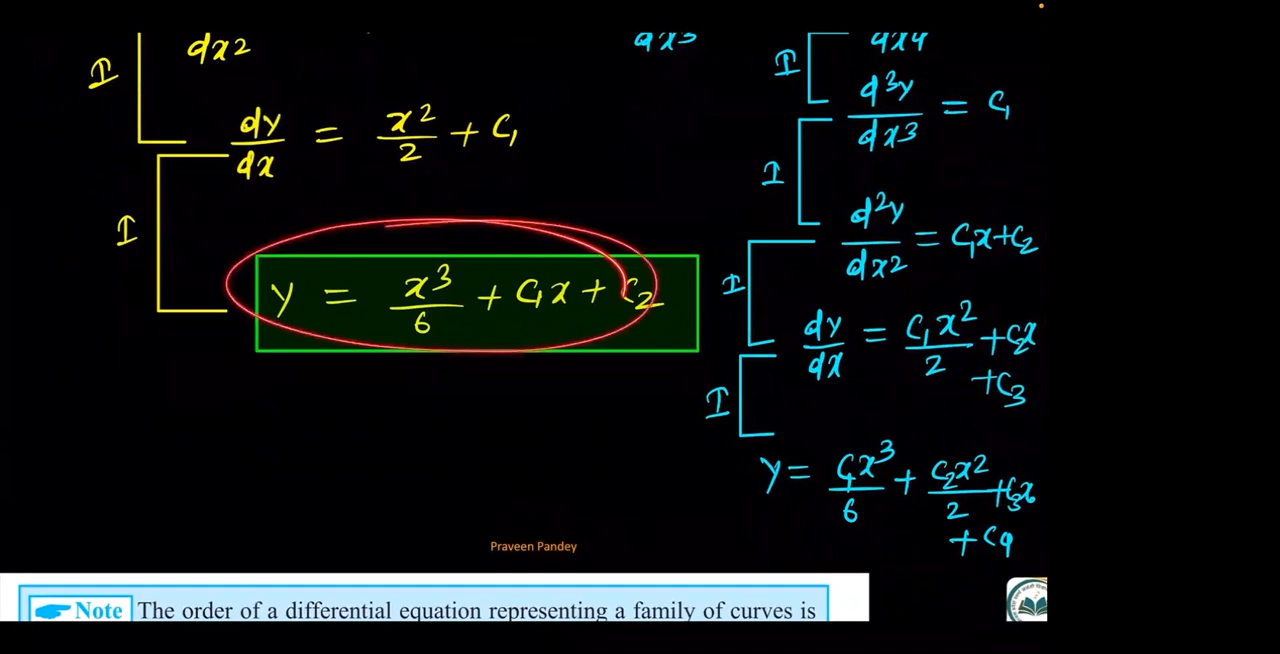 I
dx2
dy/dx = x2/2 + C1
I
y = x3/6 + C1x + C2
dx3
I
dx4
d3y/dx3 = C1
I
d2y/dx2 = C1x+C2
I
dy/dx = C1x2/2 + C2x
+C3
I
y = C1x3/6 + C2x2/2 + C3x
+C4
Praveen Pandey
Note The order of a differential equation representing a family of curves is